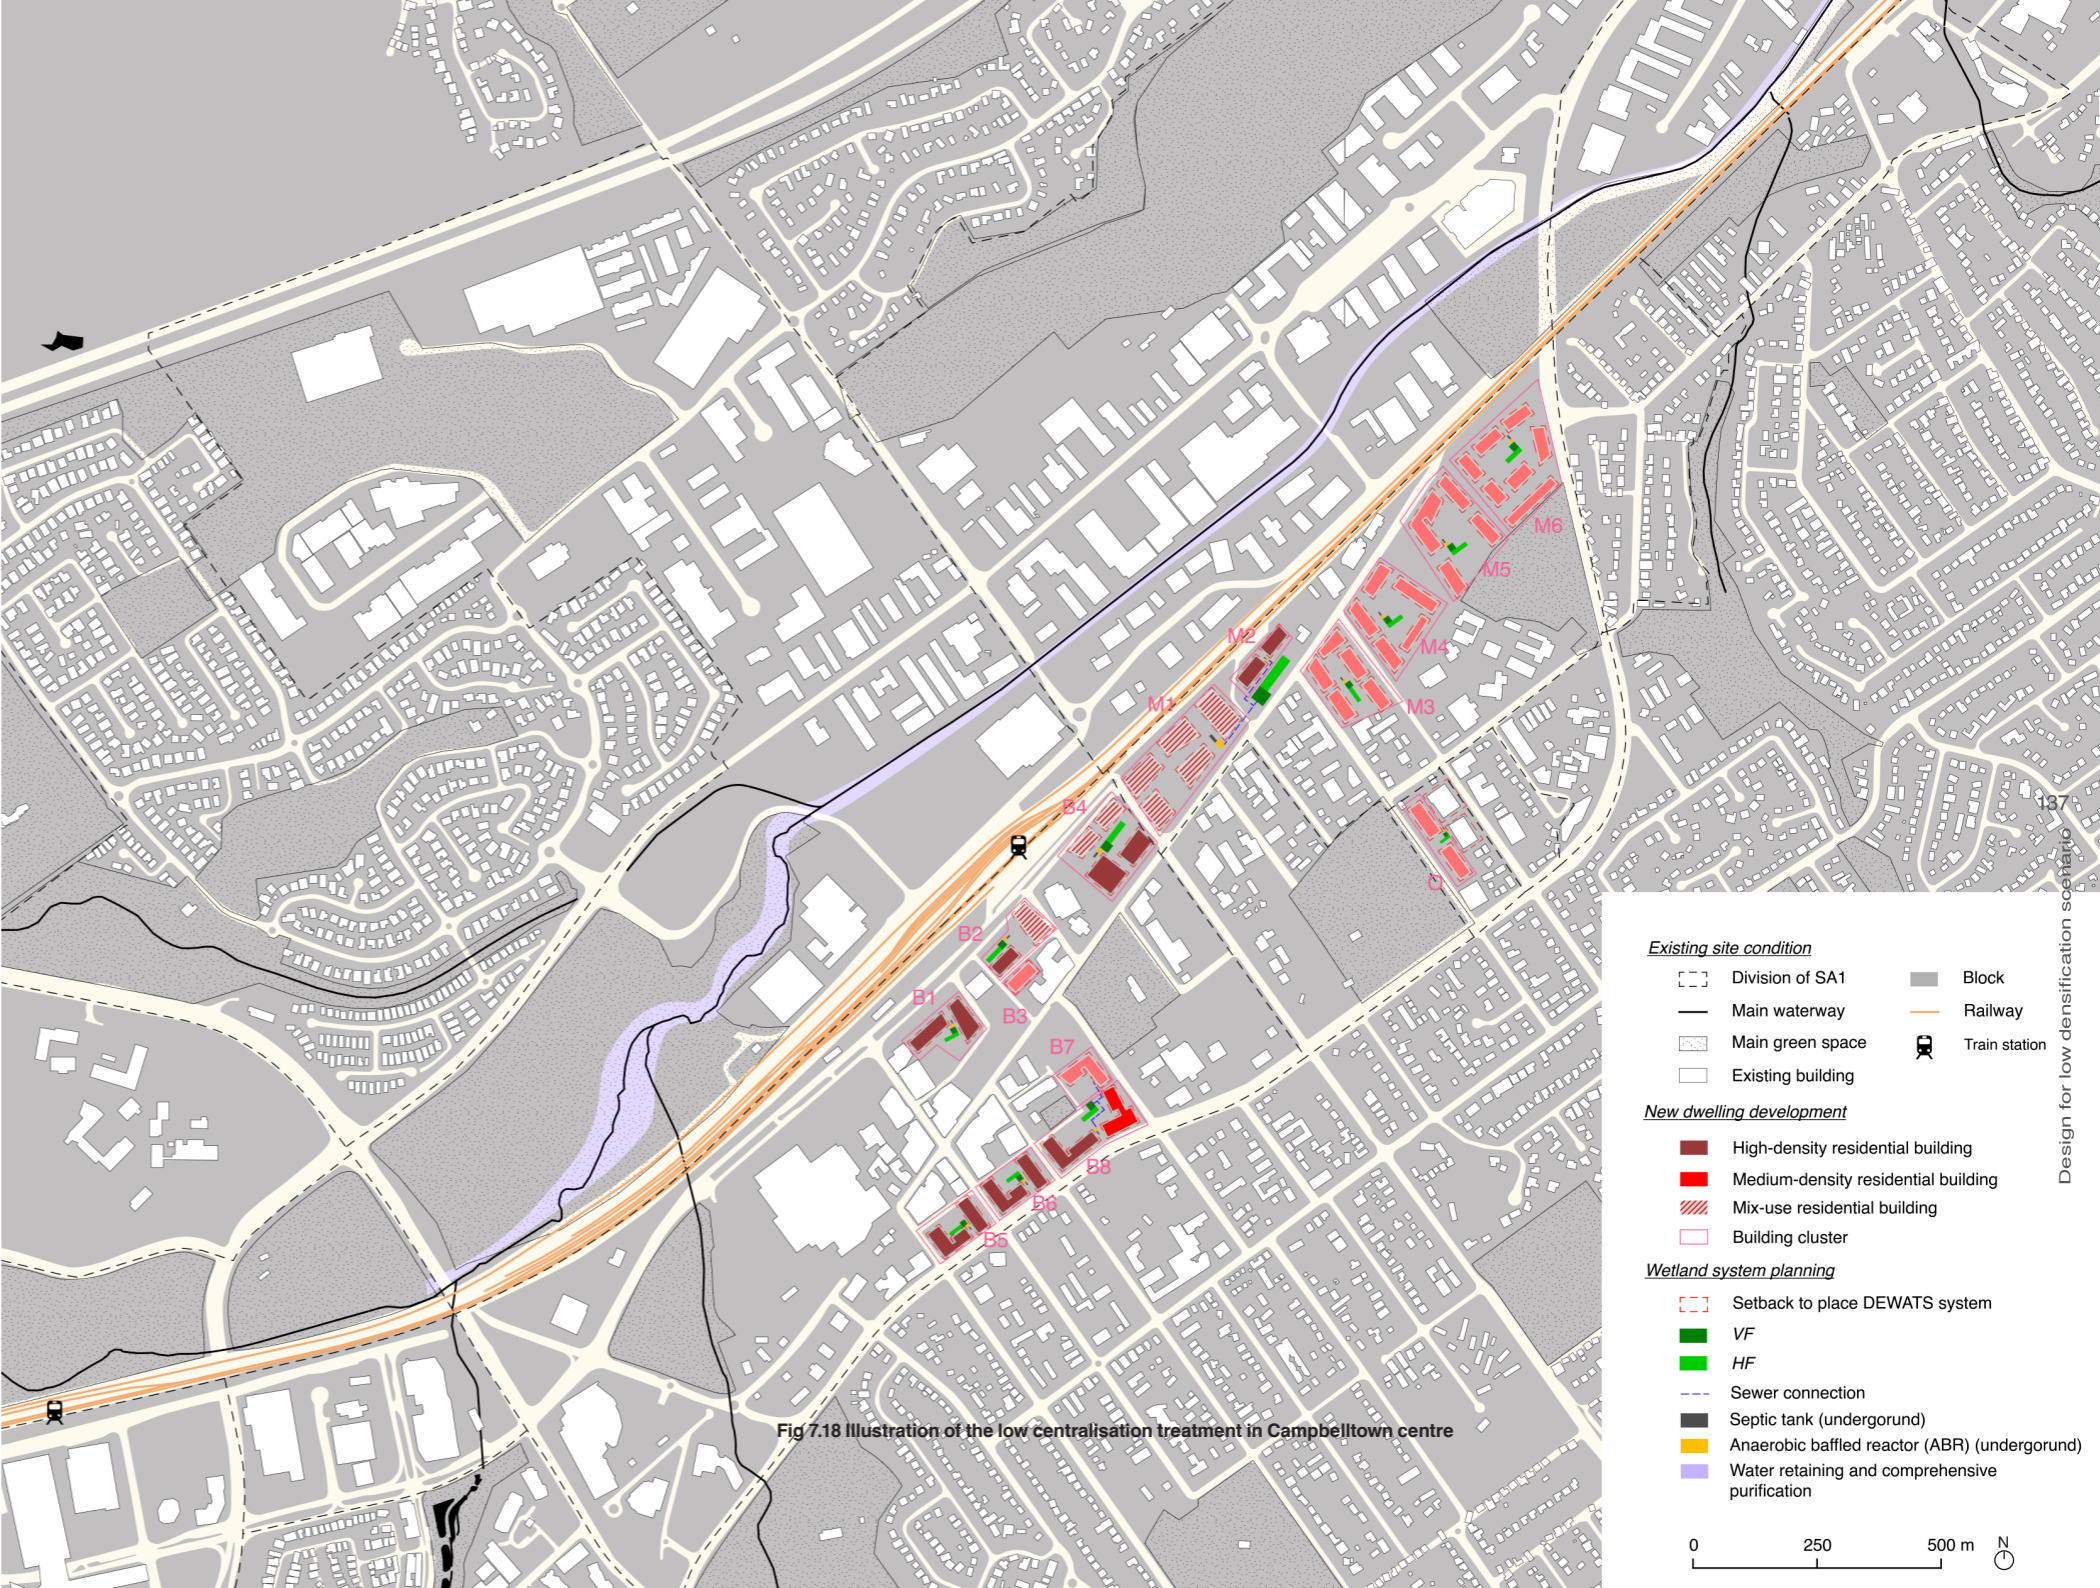 M6
M5
M2
M4
M1
M3
B4
Q
B2
B1
B3
B7
B8
B6
B5
137
Design for low densification scenario
Existing site condition
Division of SA1
Block
Main waterway
Railway
Main green space
Train station
Existing building
New dwelling development
High-density residential building
Medium-density residential building
Mix-use residential building
Building cluster
Wetland system planning
Setback to place DEWATS system
VF
HF
Sewer connection
Septic tank (undergorund)
Anaerobic baffled reactor (ABR) (undergorund)
Water retaining and comprehensive
purification
0 250 500 m N
Fig 7.18 Illustration of the low centralisation treatment in Campbelltown centre